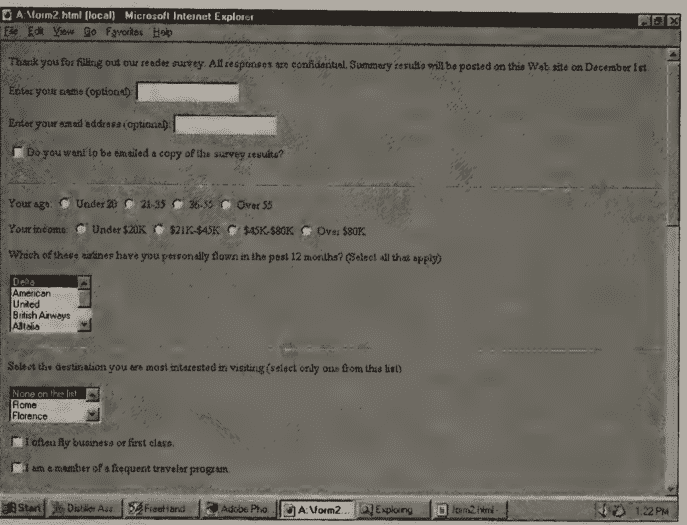 A:\form2.html (local) Microsoft Internet Explorer
File Edit View Go Favorites Help
Thank you for filling out our reader survey. All responses are confidential. Summary results will be posted on this Web site on December 1st.
Enter your name (optional):
Enter your email address (optional):
Do you want to be emailed a copy of the survey results?
Your age: Under 20 21-35 36-55 Over 55
Your income: Under $20K $21K-$45K $45K-$80K Over $80K
Which of these airlines have you personally flown in the past 12 months? (Select all that apply)
Delta
American
United
British Airways
Alitalia
Select the destination you are most interested in visiting (select only one from this list)
None on this list
Rome
Florence
I often fly business or first class.
I am a member of a frequent traveler program.
Start Distiller Ass... FreeHand Adobe Pho... A:\form2... Exploring form2.html 1:22 PM